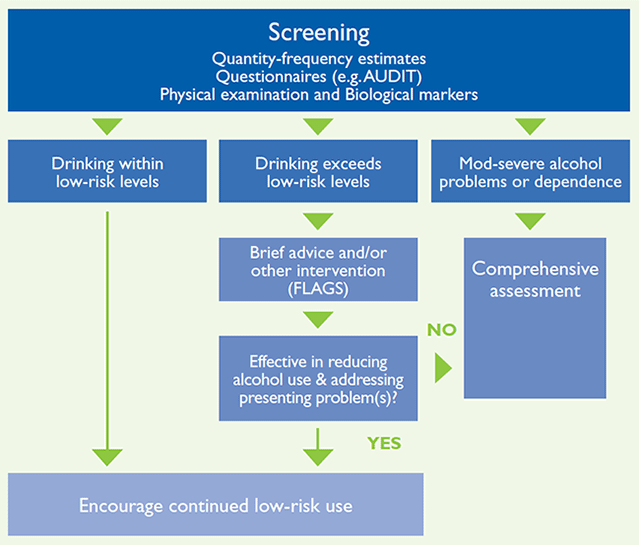 Screening
Quantity-frequency estimates
Questionnaires (e.g. AUDIT)
Physical examination and Biological markers
Drinking within
low-risk levels
Drinking exceeds
low-risk levels
Mod-severe alcohol
problems or dependence
Brief advice and/or
other intervention
(FLAGS)
Comprehensive
assessment
NO
Effective in reducing
alcohol use & addressing
presenting problem(s)?
YES
Encourage continued low-risk use